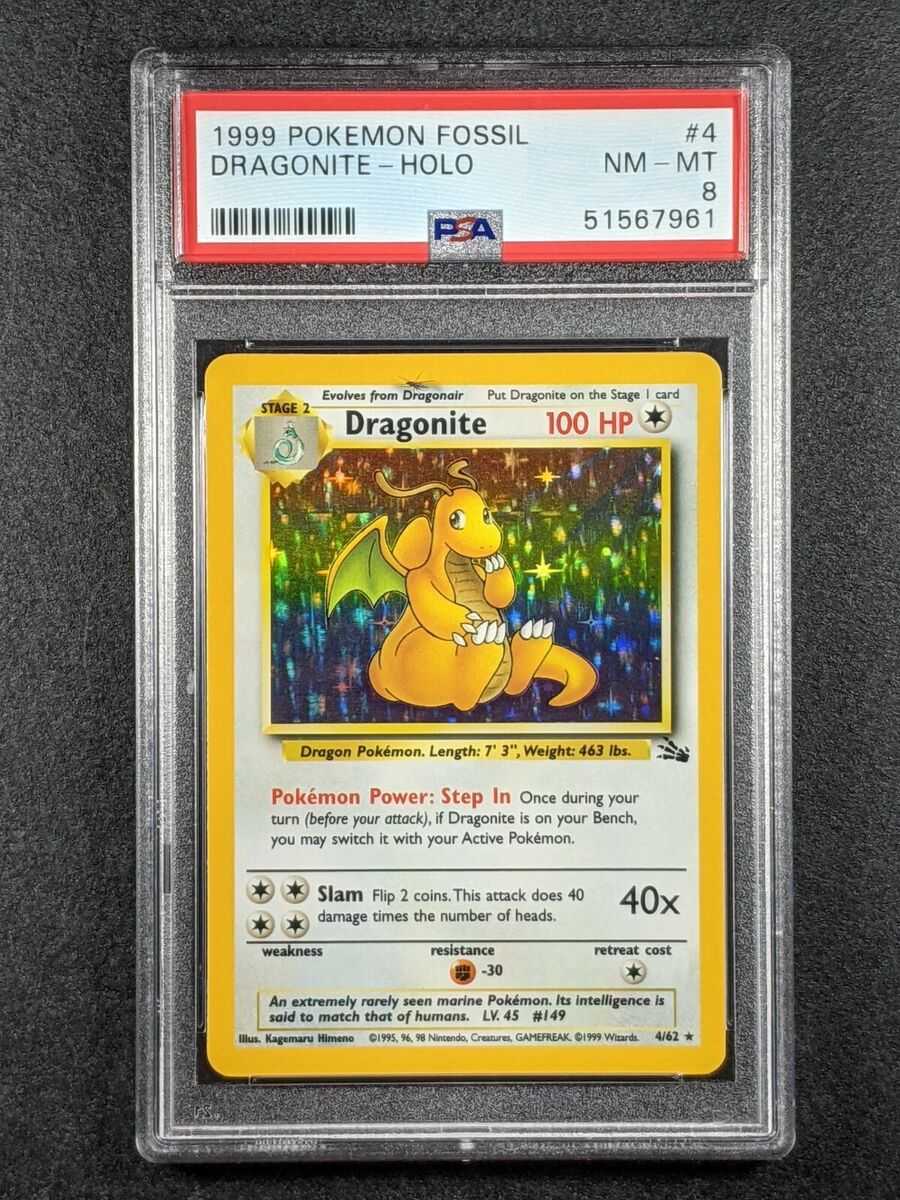 1999 POKEMON FOSSIL #4
DRAGONITE – HOLO NM – MT
8
PSA 51567961
Evolves from Dragonair Put Dragonite on the Stage 1 card
STAGE 2
Dragonite 100 HP
Dragon Pokémon. Length: 7' 3", Weight: 463 lbs.
Pokémon Power: Step In Once during your
turn (before your attack), if Dragonite is on your Bench,
you may switch it with your Active Pokémon.
Slam Flip 2 coins. This attack does 40
damage times the number of heads.
40x
weakness resistance retreat cost
-30
An extremely rarely seen marine Pokémon. Its intelligence is
said to match that of humans. LV. 45 #149
Illus. Kagemaru Himeno ©1995, 96, 98 Nintendo, Creatures, GAMEFREAK. ©1999 Wizards. 4/62 ★